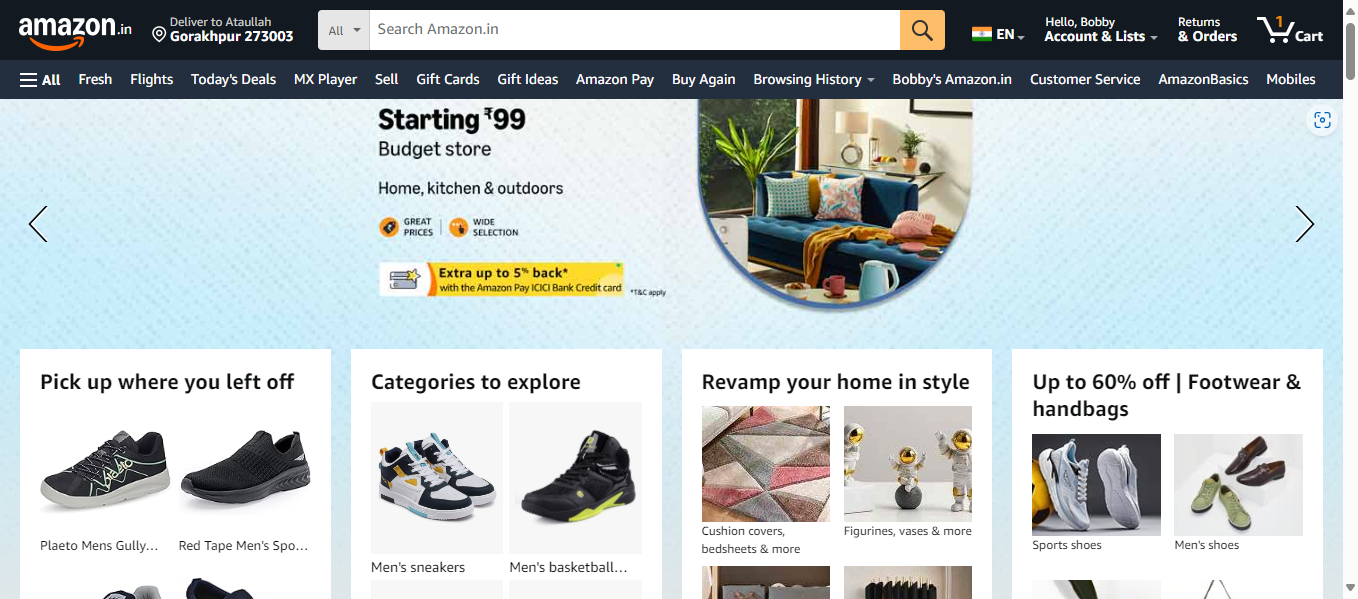 amazon.in
Deliver to Ataullah
Gorakhpur 273003
All
Search Amazon.in
EN
Hello, Bobby
Account & Lists
Returns
& Orders
1
Cart
All Fresh Flights Today's Deals MX Player Sell Gift Cards Gift Ideas Amazon Pay Buy Again Browsing History Bobby's Amazon.in Customer Service AmazonBasics Mobiles
Starting ₹99
Budget store
Home, kitchen & outdoors
GREAT
PRICES
WIDE
SELECTION
Extra up to 5% back*
with the Amazon Pay ICICI Bank Credit card
*T&C apply
Pick up where you left off
Plaeto Mens Gully…
Red Tape Men's Spo…
Categories to explore
Men's sneakers
Men's basketball…
Revamp your home in style
Cushion covers,
bedsheets & more
Figurines, vases & more
Up to 60% off | Footwear &
handbags
Sports shoes
Men's shoes